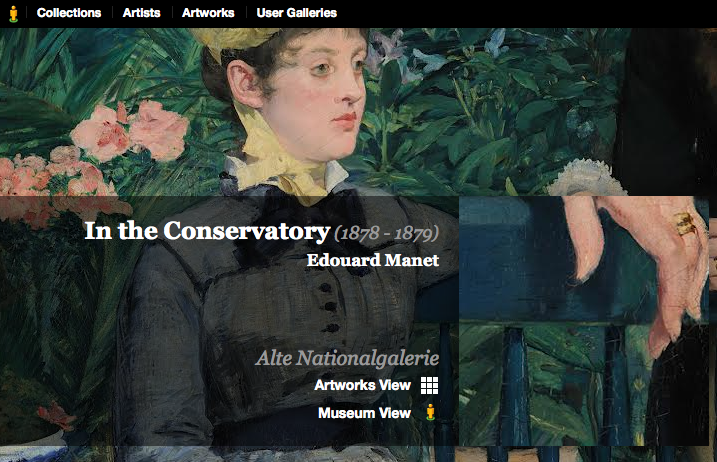 Collections Artists Artworks User Galleries
In the Conservatory (1878 - 1879)
Edouard Manet
Alte Nationalgalerie
Artworks View
Museum View